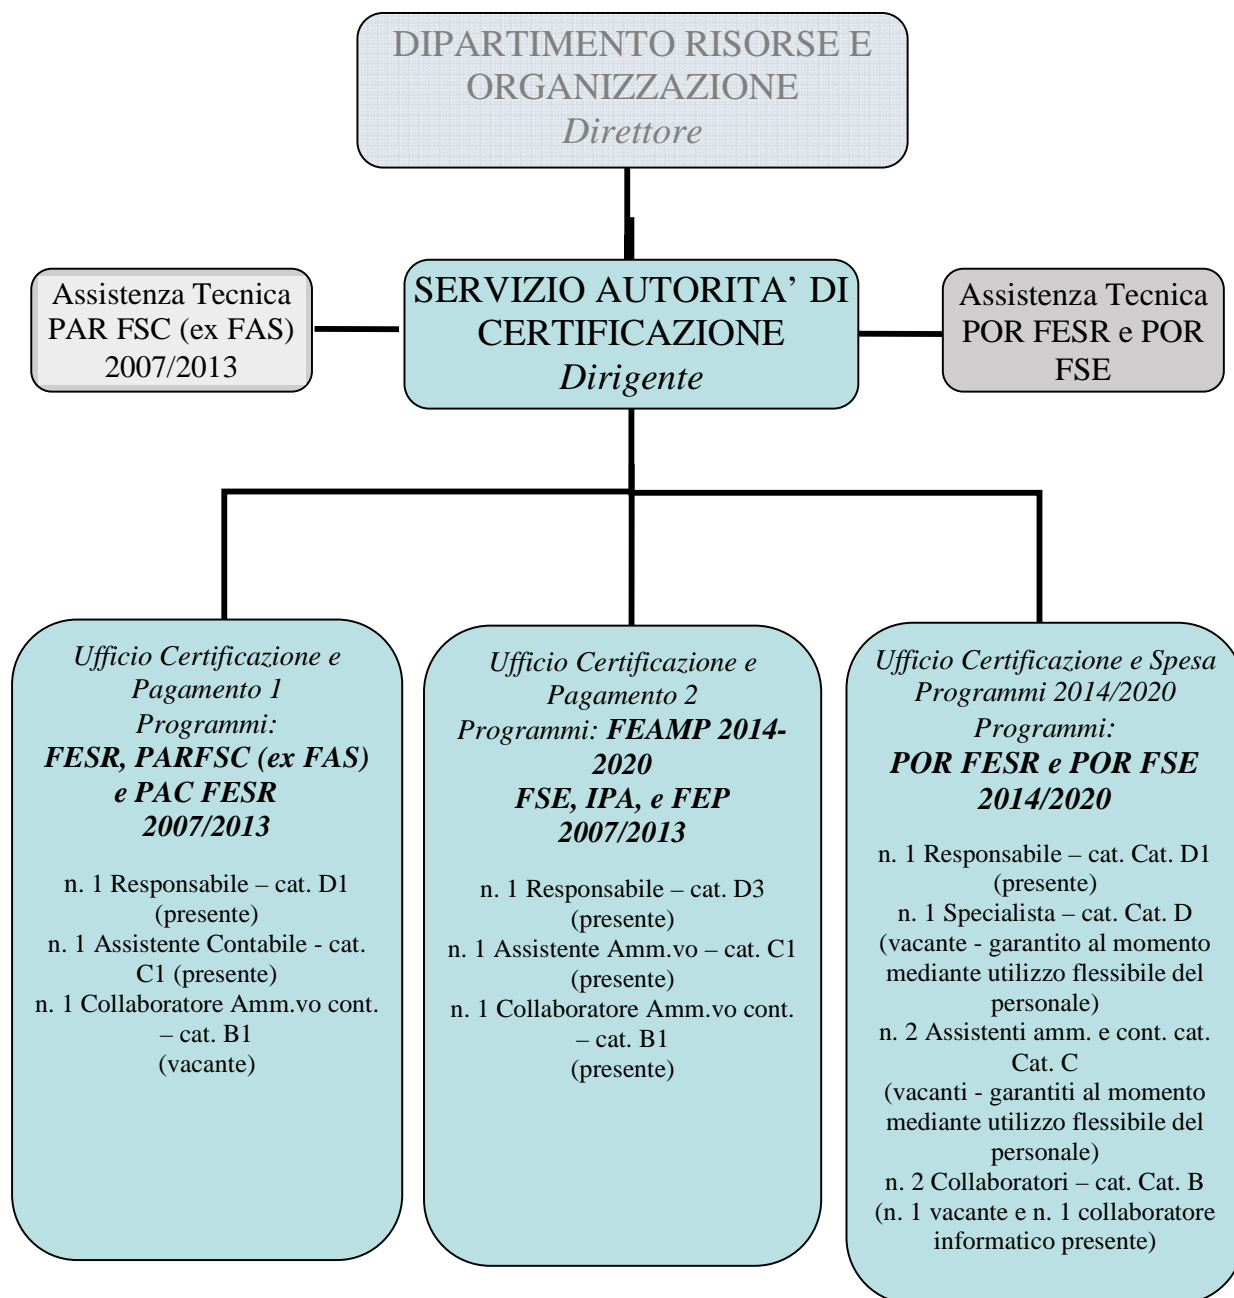 DIPARTIMENTO RISORSE E
ORGANIZZAZIONE
Direttore
Assistenza Tecnica
PAR FSC (ex FAS)
2007/2013
SERVIZIO AUTORITA’ DI
CERTIFICAZIONE
Dirigente
Assistenza Tecnica
POR FESR e POR
FSE
Ufficio Certificazione e
Pagamento 1
Programmi:
FESR, PARFSC (ex FAS)
e PAC FESR
2007/2013
n. 1 Responsabile – cat. D1
(presente)
n. 1 Assistente Contabile - cat.
C1 (presente)
n. 1 Collaboratore Amm.vo cont.
– cat. B1
(vacante)
Ufficio Certificazione e
Pagamento 2
Programmi: FEAMP 2014-
2020
FSE, IPA, e FEP
2007/2013
n. 1 Responsabile – cat. D3
(presente)
n. 1 Assistente Amm.vo – cat. C1
(presente)
n. 1 Collaboratore Amm.vo cont.
– cat. B1
(presente)
Ufficio Certificazione e Spesa
Programmi 2014/2020
Programmi:
POR FESR e POR FSE
2014/2020
n. 1 Responsabile – cat. Cat. D1
(presente)
n. 1 Specialista – cat. Cat. D
(vacante - garantito al momento
mediante utilizzo flessibile del
personale)
n. 2 Assistenti amm. e cont. cat.
Cat. C
(vacanti - garantiti al momento
mediante utilizzo flessibile del
personale)
n. 2 Collaboratori – cat. Cat. B
(n. 1 vacante e n. 1 collaboratore
informatico presente)